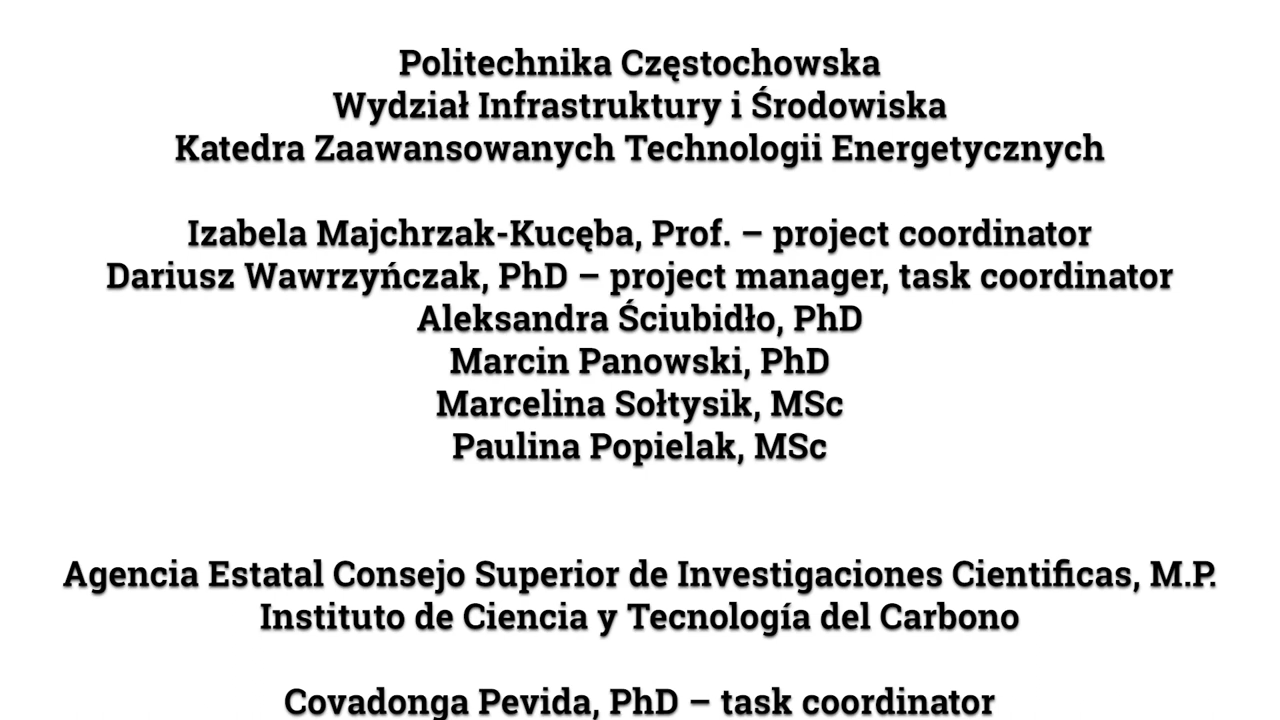 Politechnika Częstochowska
Wydział Infrastruktury i Środowiska
Katedra Zaawansowanych Technologii Energetycznych
Izabela Majchrzak-Kucęba, Prof. – project coordinator
Dariusz Wawrzyńczak, PhD – project manager, task coordinator
Aleksandra Ściubidło, PhD
Marcin Panowski, PhD
Marcelina Sołtysik, MSc
Paulina Popielak, MSc
Agencia Estatal Consejo Superior de Investigaciones Cientificas, M.P.
Instituto de Ciencia y Tecnología del Carbono
Covadonga Pevida, PhD – task coordinator